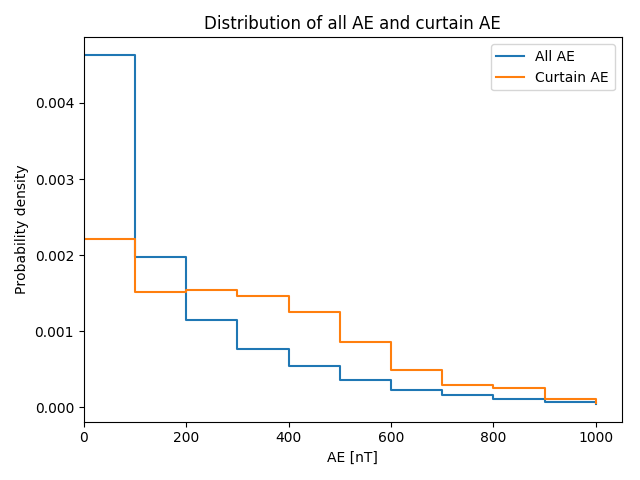 Distribution of all AE and curtain AE
All AE
Curtain AE
Probability density
0.004
0.003
0.002
0.001
0.000
0 200 400 600 800 1000
AE [nT]